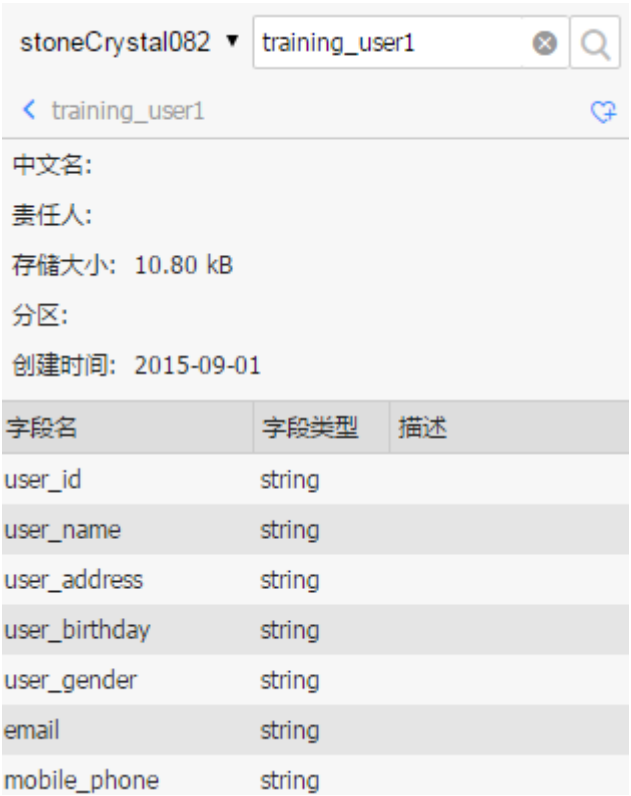 stoneCrystal082 ▼ training_user1
training_user1
中文名:
责任人:
存储大小: 10.80 kB
分区:
创建时间: 2015-09-01
字段名 字段类型 描述
user_id string
user_name string
user_address string
user_birthday string
user_gender string
email string
mobile_phone string